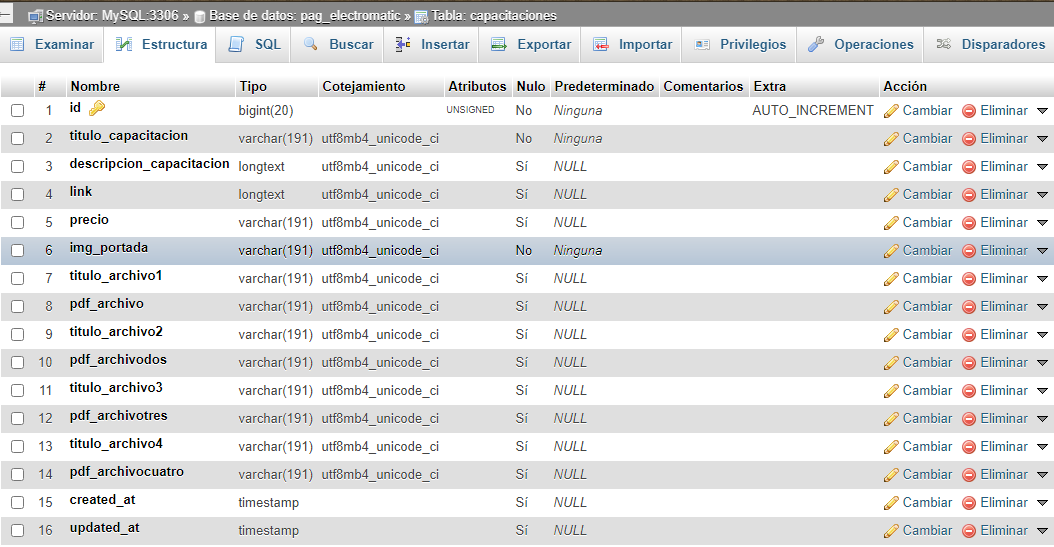 Servidor: MySQL:3306 » Base de datos: pag_electromatic » Tabla: capacitaciones
Examinar Estructura SQL Buscar Insertar Exportar Importar Privilegios Operaciones Disparadores
# Nombre Tipo Cotejamiento Atributos Nulo Predeterminado Comentarios Extra Acción
1 id bigint(20) UNSIGNED No Ninguna AUTO_INCREMENT Cambiar Eliminar
2 titulo_capacitacion varchar(191) utf8mb4_unicode_ci No Ninguna Cambiar Eliminar
3 descripcion_capacitacion longtext utf8mb4_unicode_ci Sí NULL Cambiar Eliminar
4 link longtext utf8mb4_unicode_ci Sí NULL Cambiar Eliminar
5 precio varchar(191) utf8mb4_unicode_ci Sí NULL Cambiar Eliminar
6 img_portada varchar(191) utf8mb4_unicode_ci No Ninguna Cambiar Eliminar
7 titulo_archivo1 varchar(191) utf8mb4_unicode_ci Sí NULL Cambiar Eliminar
8 pdf_archivo varchar(191) utf8mb4_unicode_ci Sí NULL Cambiar Eliminar
9 titulo_archivo2 varchar(191) utf8mb4_unicode_ci Sí NULL Cambiar Eliminar
10 pdf_archivodos varchar(191) utf8mb4_unicode_ci Sí NULL Cambiar Eliminar
11 titulo_archivo3 varchar(191) utf8mb4_unicode_ci Sí NULL Cambiar Eliminar
12 pdf_archivotres varchar(191) utf8mb4_unicode_ci Sí NULL Cambiar Eliminar
13 titulo_archivo4 varchar(191) utf8mb4_unicode_ci Sí NULL Cambiar Eliminar
14 pdf_archivocuatro varchar(191) utf8mb4_unicode_ci Sí NULL Cambiar Eliminar
15 created_at timestamp Sí NULL Cambiar Eliminar
16 updated_at timestamp Sí NULL Cambiar Eliminar